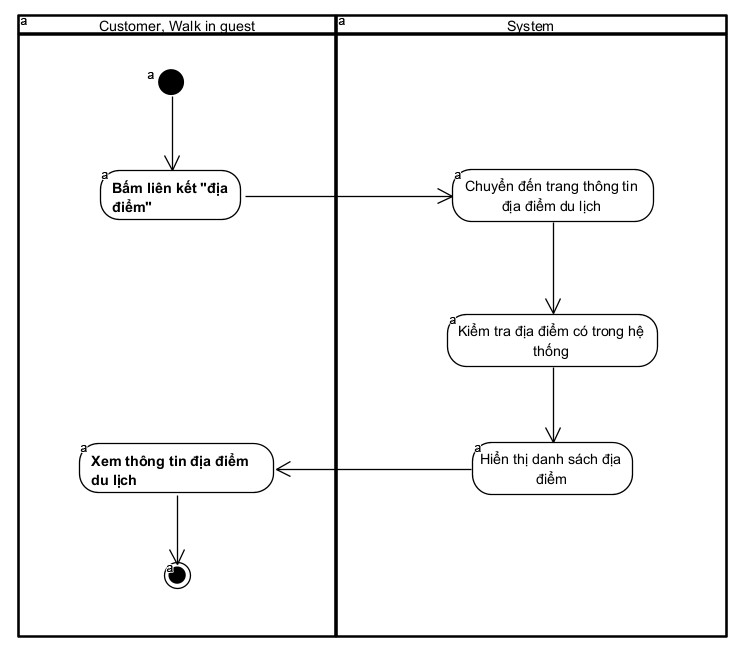 a
Customer, Walk in guest
a
System
a
a
Bấm liên kết "địa
điểm"
a
Chuyển đến trang thông tin
địa điểm du lịch
a
Kiểm tra địa điểm có trong hệ
thống
a
Hiển thị danh sách địa
điểm
a
Xem thông tin địa điểm
du lịch
a